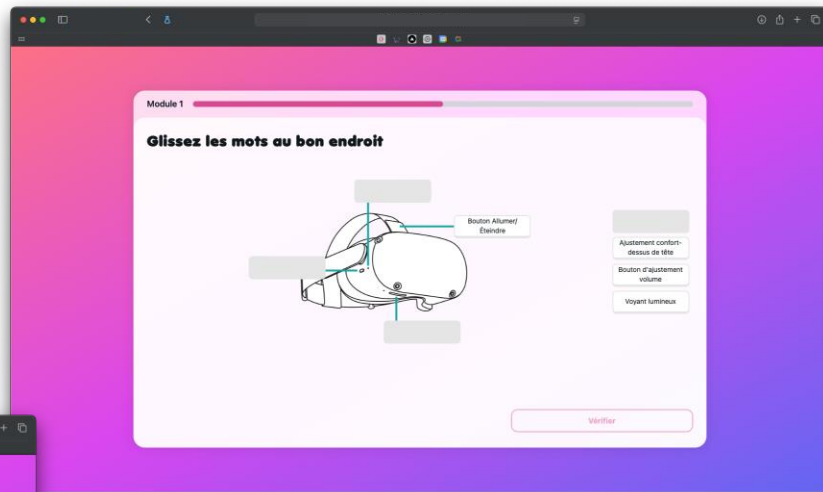 Module 1
Glissez les mots au bon endroit
Bouton Allumer/
Éteindre
Ajustement confort-
dessus de tête
Bouton d'ajustement
volume
Voyant lumineux
Vérifier